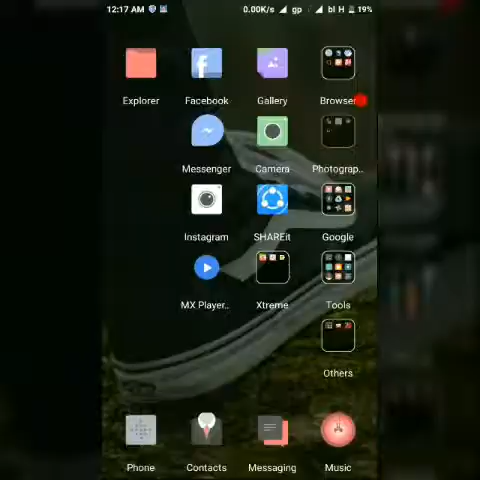 12:17 AM 0.00K/s gp bl H 19%
Explorer Facebook Gallery Browser
Messenger Camera Photograp..
Instagram SHAREit Google
MX Player.. Xtreme Tools
Others
Phone Contacts Messaging Music